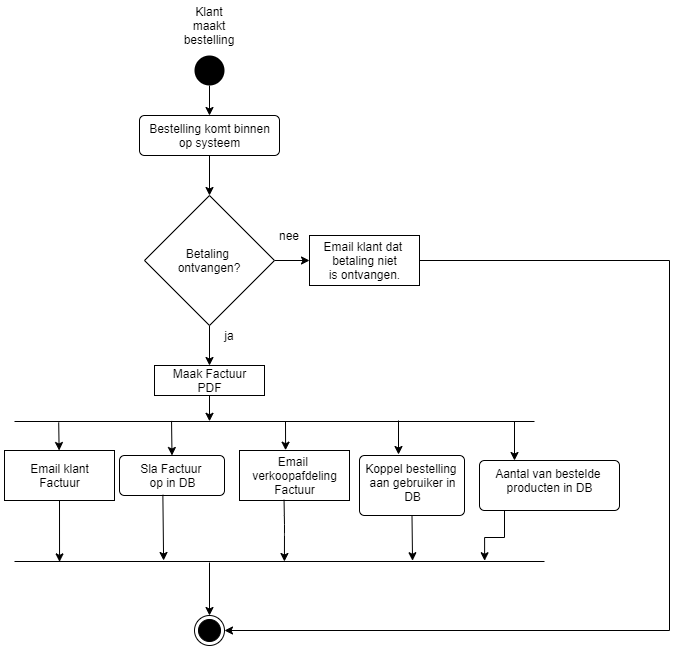 Klant
maakt
bestelling
Bestelling komt binnen
op systeem
Betaling
ontvangen?
nee
Email klant dat
betaling niet
is ontvangen.
ja
Maak Factuur
PDF
Email klant
Factuur
Sla Factuur
op in DB
Email
verkoopafdeling
Factuur
Koppel bestelling
aan gebruiker in
DB
Aantal van bestelde
producten in DB